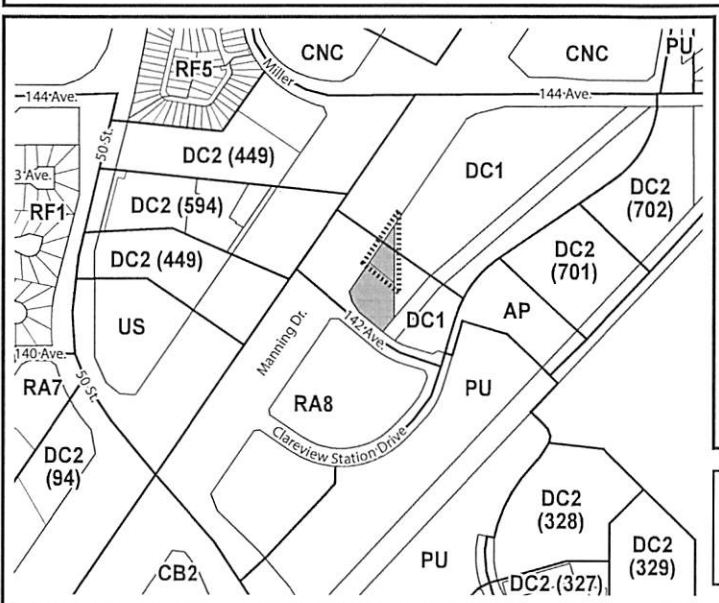 CNC
CNC
PU
RF5
Miller
144 Ave.
144 Ave.
50 St.
DC2 (449)
DC1
3 Ave.
DC2
(702)
DC2 (594)
RF1
DC2
(701)
DC2 (449)
AP
US
DC1
142 Ave.
Manning Dr.
140 Ave.
RA7
50 St.
PU
RA8
Clareview Station Drive
DC2
(94)
DC2
(328)
DC2
(329)
PU
CB2
DC2 (327)